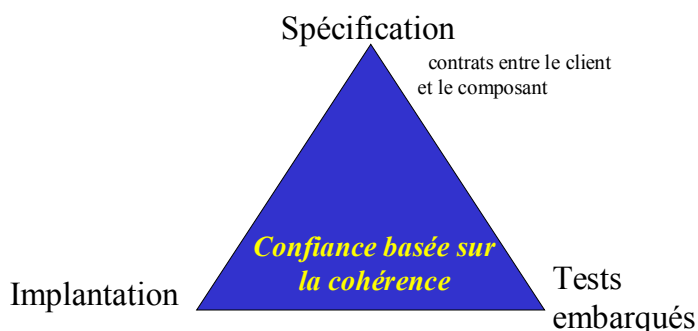 Spécification
contrats entre le client
et le composant
Confiance basée sur
la cohérence
Implantation
Tests
embarqués